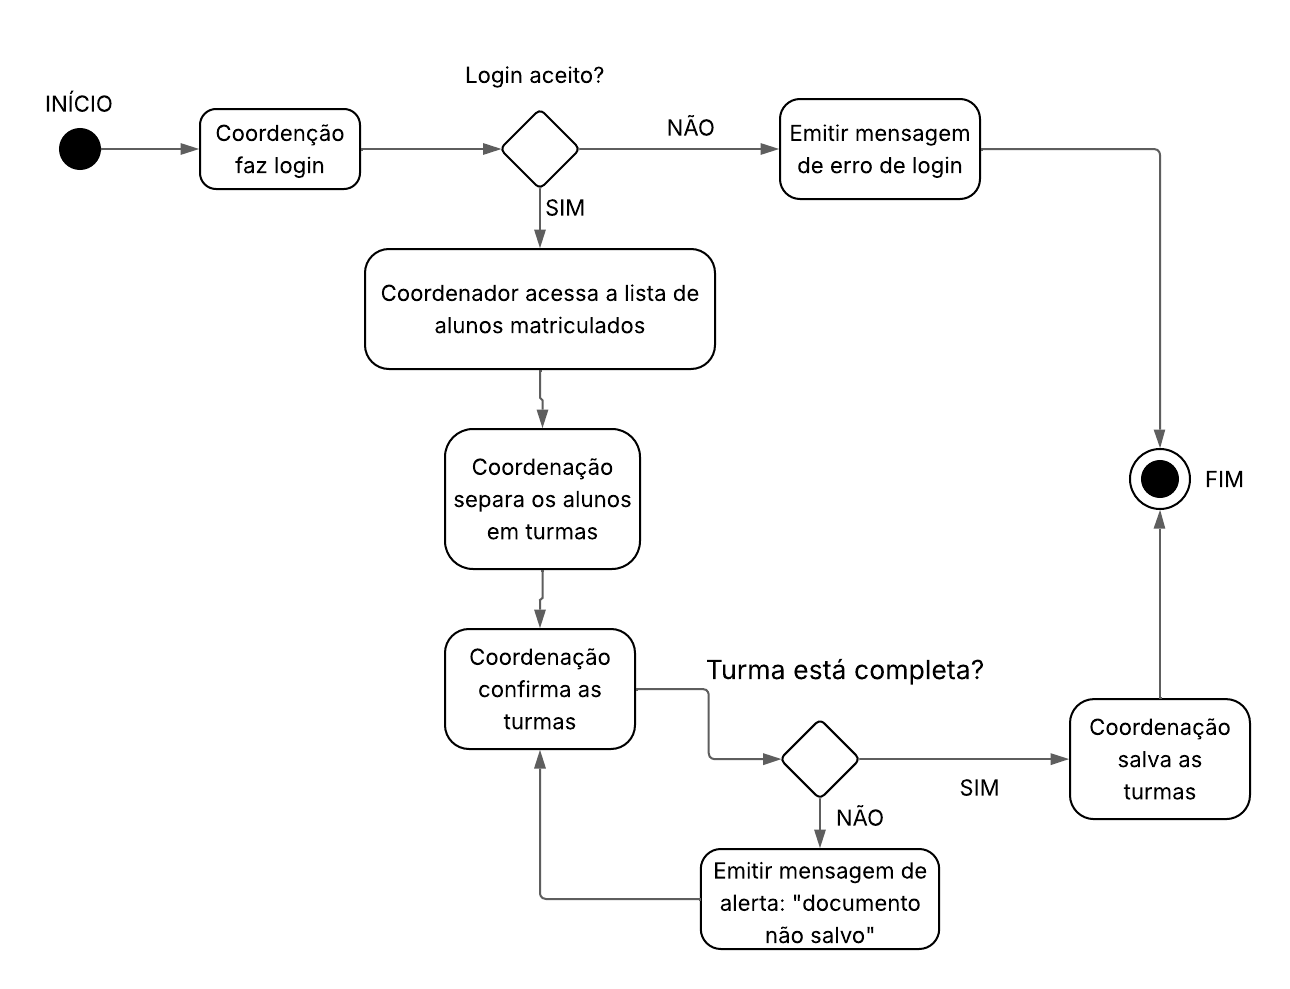 Login aceito?
INÍCIO
Coordenção
faz login
NÃO
Emitir mensagem
de erro de login
SIM
Coordenador acessa a lista de
alunos matriculados
Coordenação
separa os alunos
em turmas
FIM
Coordenação
confirma as
turmas
Turma está completa?
Coordenação
salva as
turmas
SIM
NÃO
Emitir mensagem de
alerta: "documento
não salvo"